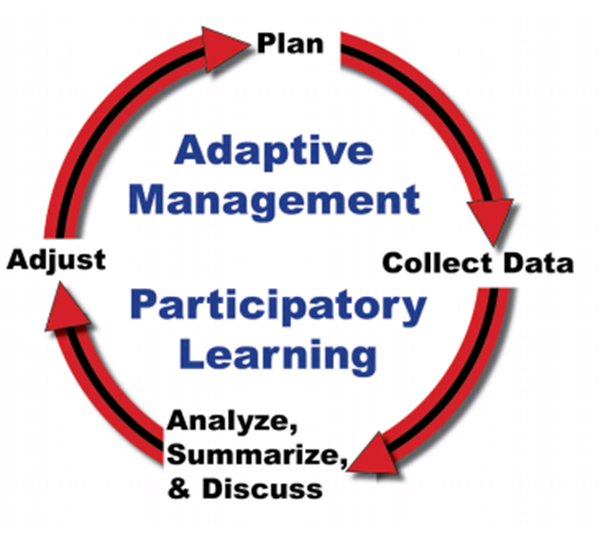 Plan
Adaptive
Management
Adjust
Collect Data
Participatory
Learning
Analyze,
Summarize,
& Discuss